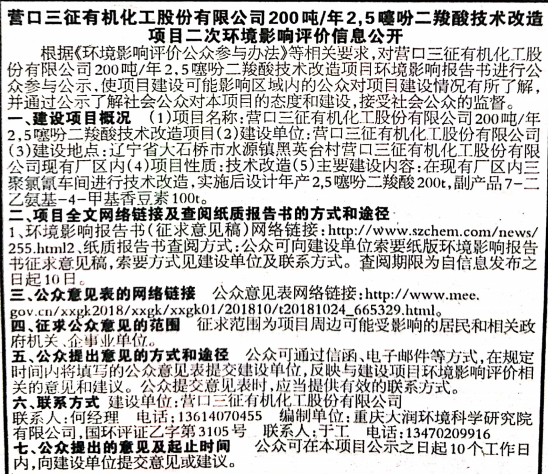 营口三征有机化工股份有限公司200吨/年2,5噻吩二羧酸技术改造
项目二次环境影响评价信息公开
根据《环境影响评价公众参与办法》等相关要求,对营口三征有机化工股
份有限公司200吨/年2,5噻吩二羧酸技术改造项目环境影响报告书进行公
众参与公示,使项目建设可能影响区域内的公众对项目建设情况有所了解,
并通过公示了解社会公众对本项目的态度和建设,接受社会公众的监督。
一、建设项目概况 (1)项目名称:营口三征有机化工股份有限公司200吨/年
2,5噻吩二羧酸技术改造项目(2)建设单位:营口三征有机化工股份有限公司
(3)建设地点:辽宁省大石桥市水源镇黑英台村营口三征有机化工股份有限公
司现有厂区内(4)项目性质:技术改造(5)主要建设内容:在现有厂区内三
聚氯氰车间进行技术改造,实施后设计年产2,5噻吩二羧酸200t,副产品7-二
乙氨基-4-甲基香豆素100t。
二、项目全文网络链接及查阅纸质报告书的方式和途径
1、环境影响报告书(征求意见稿)网络链接:http://www.szchem.com/news/
255.html2、纸质报告书查阅方式:公众可向建设单位索要纸版环境影响报告
书征求意见稿,索要方式见建设单位及联系方式。查阅期限为自信息发布之
日起10日。
三、公众意见表的网络链接 公众意见表网络链接:http://www.mee.
gov.cn/xxgk2018/xxgk/xxgk01/201810/t20181024_665329.html。
四、征求公众意见的范围 征求范围为项目周边可能受影响的居民和相关政
府机关、企事业单位。
五、公众提出意见的方式和途径 公众可通过信函、电子邮件等方式,在规定
时间内将填写的公众意见表提交建设单位,反映与建设项目环境影响评价相
关的意见和建议。公众提交意见表时,应当提供有效的联系方式。
六、联系方式 建设单位:营口三征有机化工股份有限公司
联系人:何经理 电话:13614070455 编制单位:重庆大润环境科学研究院
有限公司,国环评证乙字第3105号 联系人:于工 电话:13470209916
七、公众提出的意见及起止时间 公众可在本项目公示之日起10个工作日
内,向建设单位提交意见或建议。